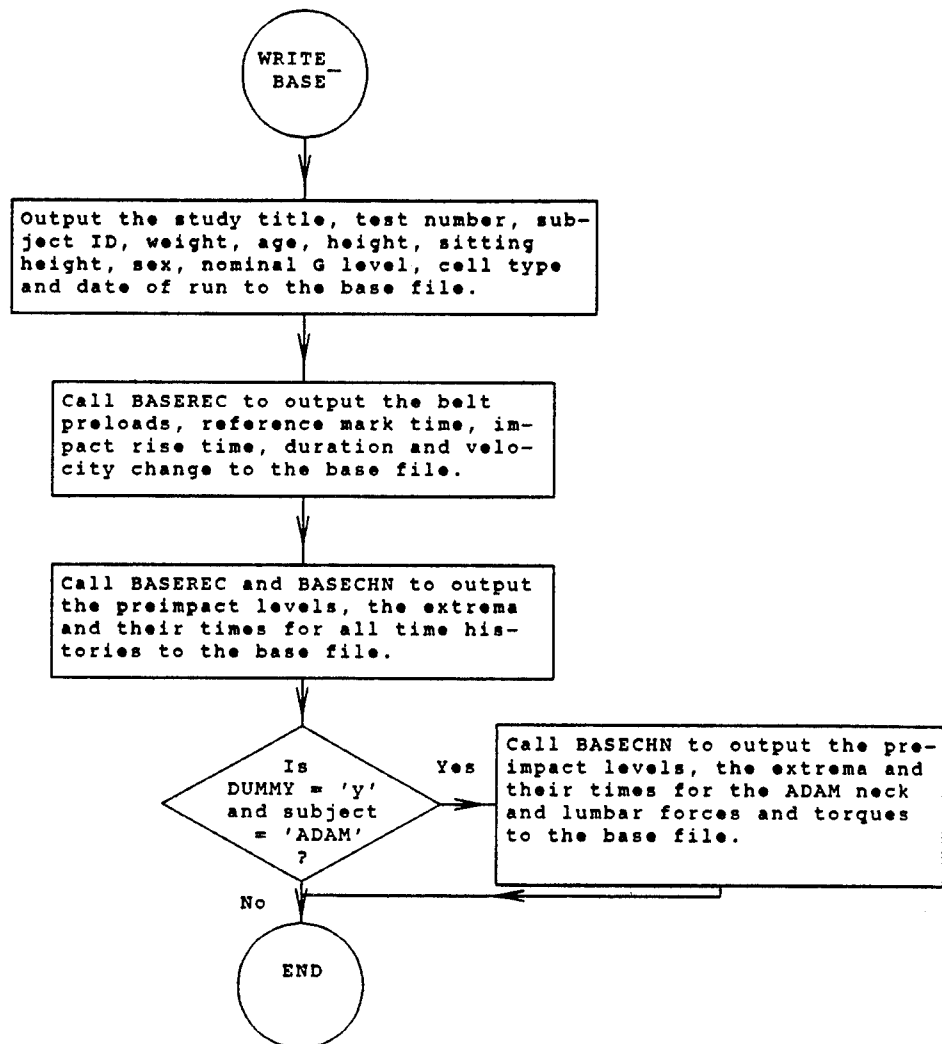 WRITE_
BASE
Output the study title, test number, sub-
ject ID, weight, age, height, sitting
height, sex, nominal G level, cell type
and date of run to the base file.
Call BASEREC to output the belt
preloads, reference mark time, im-
pact rise time, duration and velo-
city change to the base file.
Call BASEREC and BASECHN to output
the preimpact levels, the extrema
and their times for all time his-
tories to the base file.
Is
DUMMY = 'y'
and subject
= 'ADAM'
?
Yes
Call BASECHN to output the pre-
impact levels, the extrema and
their times for the ADAM neck
and lumbar forces and torques
to the base file.
No
END